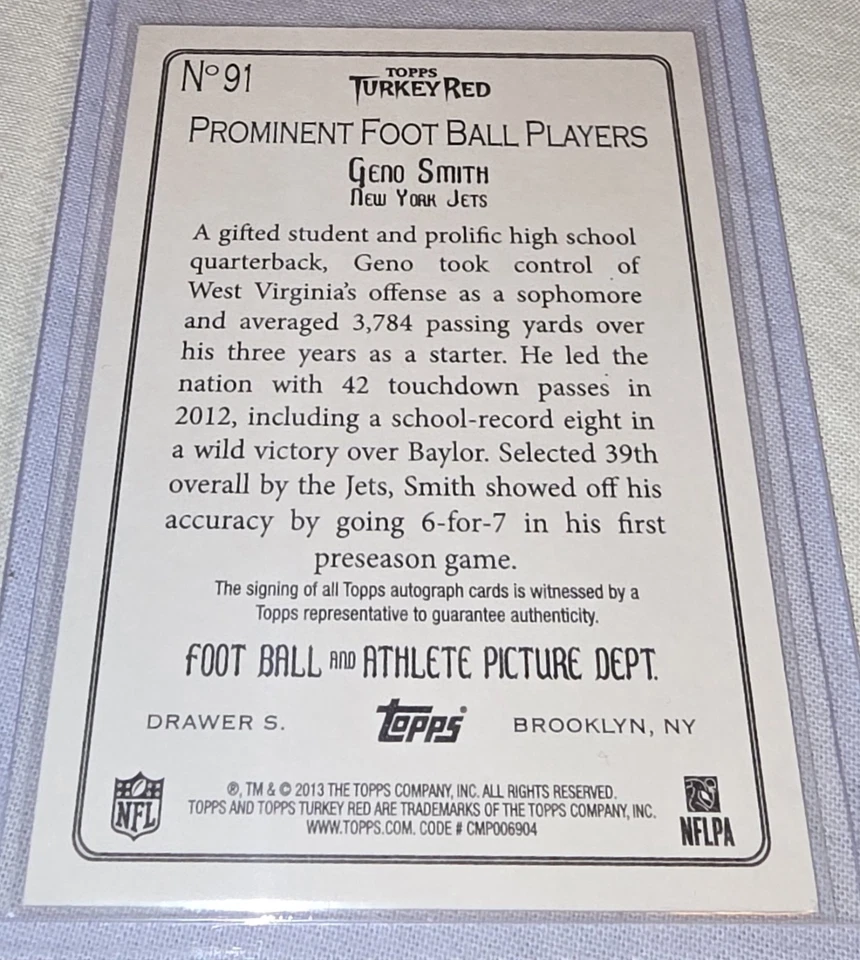 Nº 91
TOPPS
TURKEY RED
PROMINENT FOOT BALL PLAYERS
GENO SMITH
NEW YORK JETS
A gifted student and prolific high school
quarterback, Geno took control of
West Virginia's offense as a sophomore
and averaged 3,784 passing yards over
his three years as a starter. He led the
nation with 42 touchdown passes in
2012, including a school-record eight in
a wild victory over Baylor. Selected 39th
overall by the Jets, Smith showed off his
accuracy by going 6-for-7 in his first
preseason game.
The signing of all Topps autograph cards is witnessed by a
Topps representative to guarantee authenticity.
FOOT BALL AND ATHLETE PICTURE DEPT.
DRAWER S. topps BROOKLYN, NY
®, TM & © 2013 THE TOPPS COMPANY, INC. ALL RIGHTS RESERVED.
TOPPS AND TOPPS TURKEY RED ARE TRADEMARKS OF THE TOPPS COMPANY, INC.
WWW.TOPPS.COM. CODE # CMP006904
NFL
NFLPA